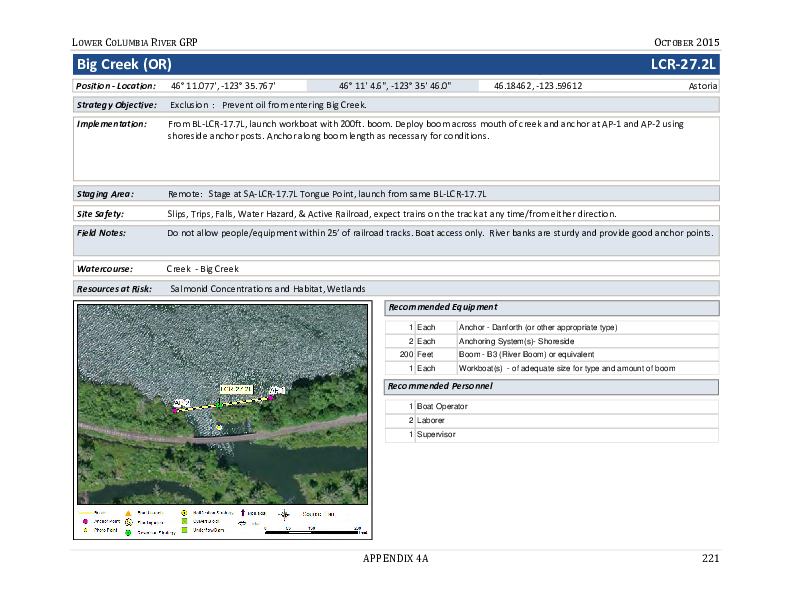 LOWER COLUMBIA RIVER GRP
OCTOBER 2015
Big Creek (OR)
LCR-27.2L
Position - Location: 46° 11.077', -123° 35.767' 46° 11' 4.6", -123° 35' 46.0" 46.18462, -123.59612 Astoria
Strategy Objective: Exclusion : Prevent oil from entering Big Creek.
Implementation: From BL-LCR-17.7L, launch workboat with 200ft. boom. Deploy boom across mouth of creek and anchor at AP-1 and AP-2 using
shoreside anchor posts. Anchor along boom length as necessary for conditions.
Staging Area: Remote: Stage at SA-LCR-17.7L Tongue Point, launch from same BL-LCR-17.7L
Site Safety: Slips, Trips, Falls, Water Hazard, & Active Railroad, expect trains on the track at any time/from either direction.
Field Notes: Do not allow people/equipment within 25' of railroad tracks. Boat access only. River banks are sturdy and provide good anchor points.
Watercourse: Creek - Big Creek
Resources at Risk: Salmonid Concentrations and Habitat, Wetlands
LCR-27.2L
Recommended Equipment
1 Each Anchor - Danforth (or other appropriate type)
2 Each Anchoring System(s)- Shoreside
200 Feet Boom - B3 (River Boom) or equivalent
1 Each Workboat(s) - of adequate size for type and amount of boom
Recommended Personnel
1 Boat Operator
2 Laborer
1 Supervisor
Anchor Point
Photo Point
APPENDIX 4A
221